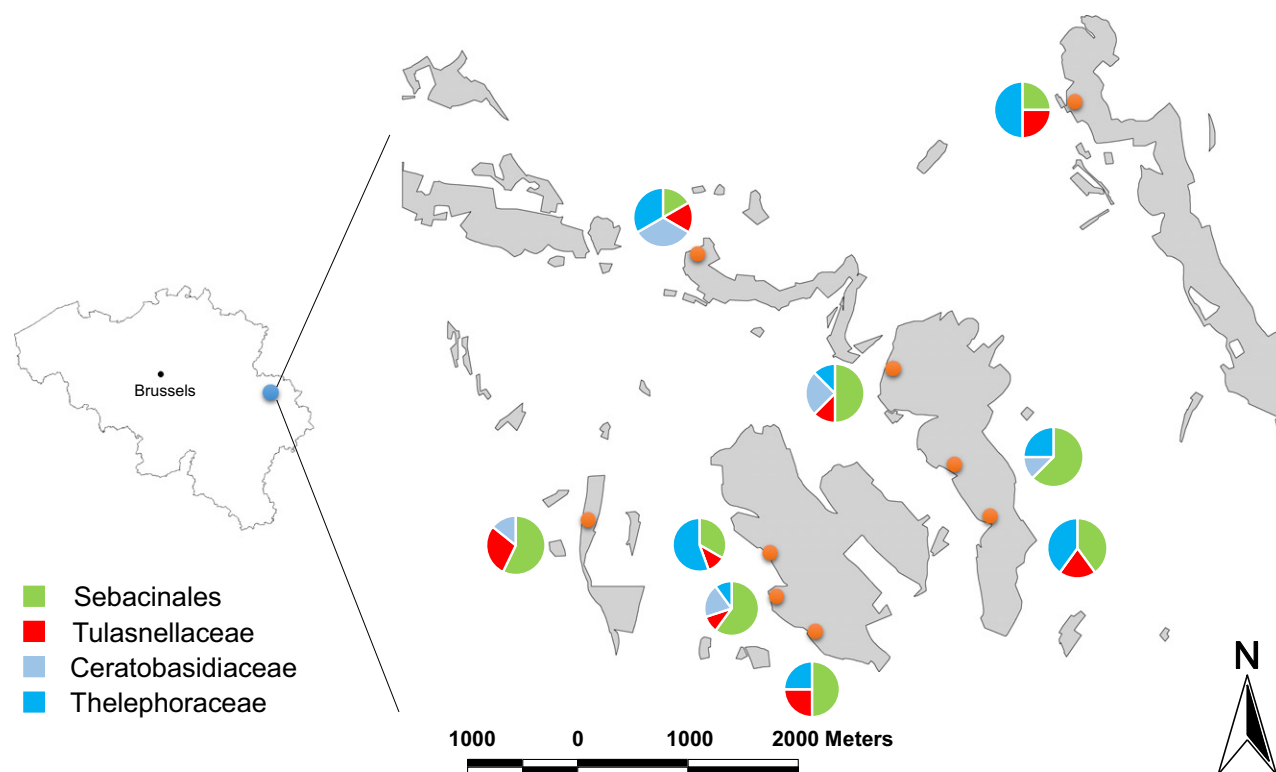 Brussels
Sebacinales
Tulasnellaceae
Ceratobasidiaceae
Thelephoraceae
1000 0 1000 2000 Meters
N